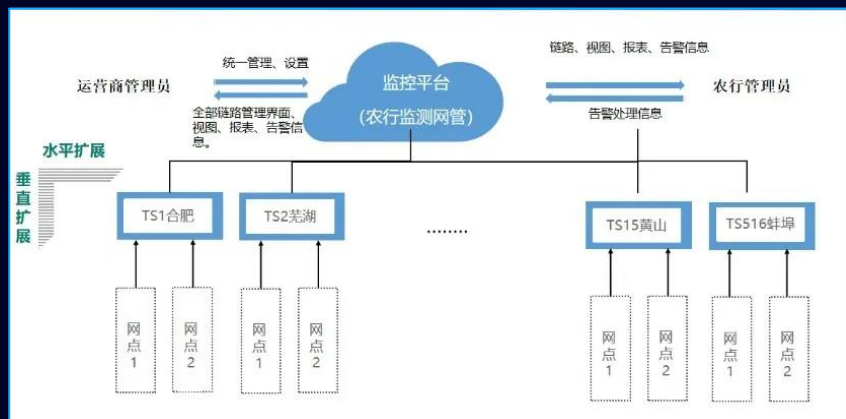 统一管理、设置
运营商管理员
全部链路管理界面、
视图、报表、告警信
息。
监控平台
（农行监测网管）
链路、视图、报表、告警信息
农行管理员
告警处理信息
水平扩展
垂直扩展
TS1合肥
TS2芜湖
........
TS15黄山
TS516蚌埠
网点1
网点2
网点1
网点2
网点1
网点2
网点1
网点2